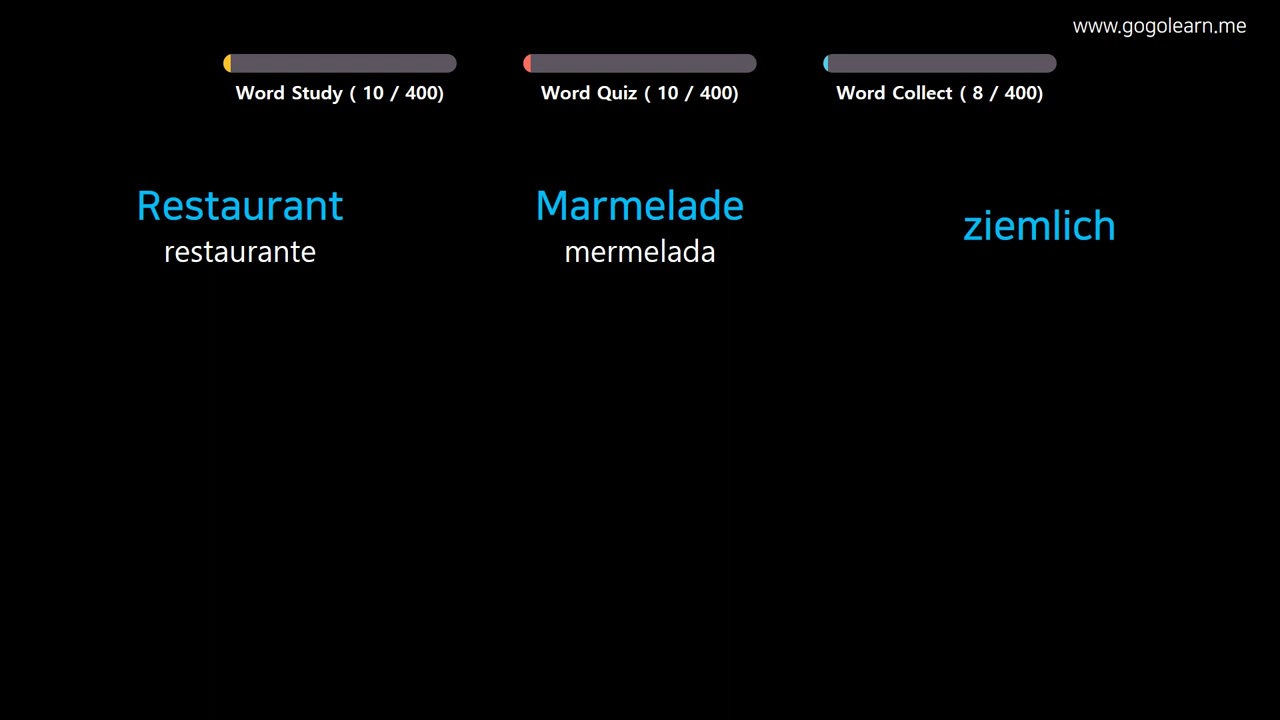 www.gogolearn.me
Word Study ( 10 / 400)
Word Quiz ( 10 / 400)
Word Collect ( 8 / 400)
Restaurant
restaurante
Marmelade
mermelada
ziemlich